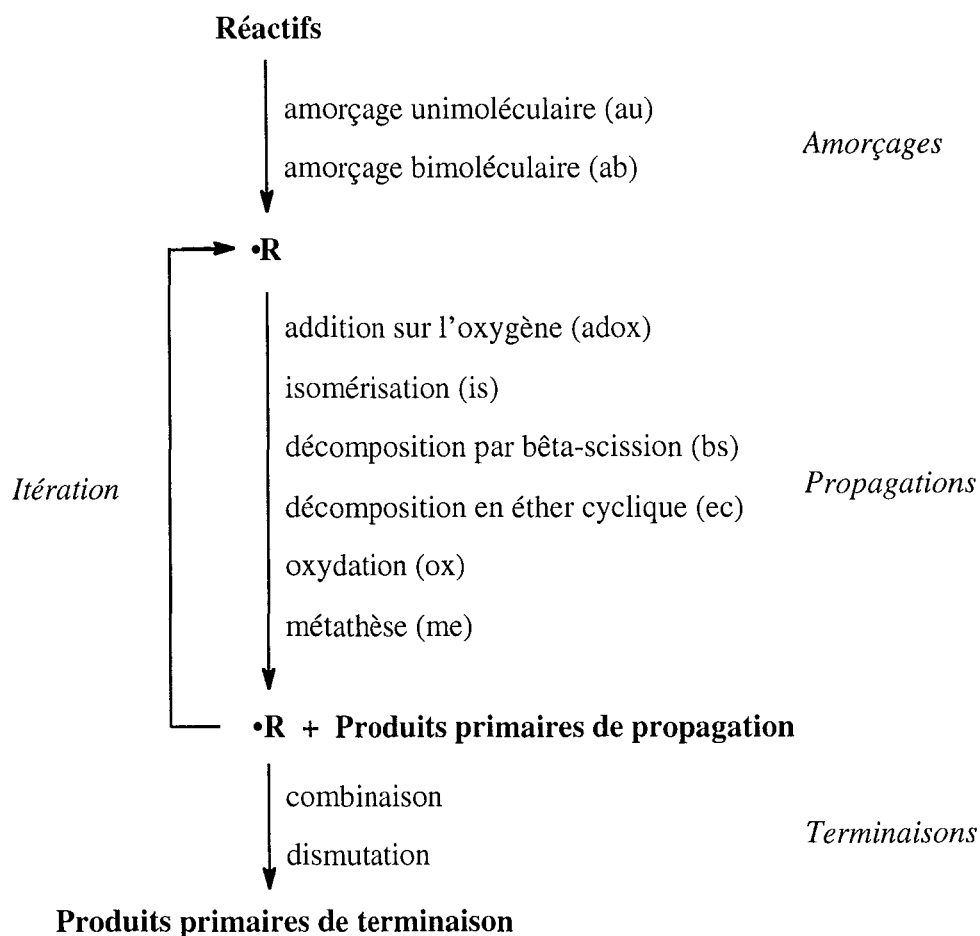 Réactifs
amorçage unimoléculaire (au)
amorçage bimoléculaire (ab)
Amorçages
•R
addition sur l'oxygène (adox)
isomérisation (is)
décomposition par bêta-scission (bs)
Itération
décomposition en éther cyclique (ec)
Propagations
oxydation (ox)
métathèse (me)
•R + Produits primaires de propagation
combinaison
dismutation
Terminaisons
Produits primaires de terminaison